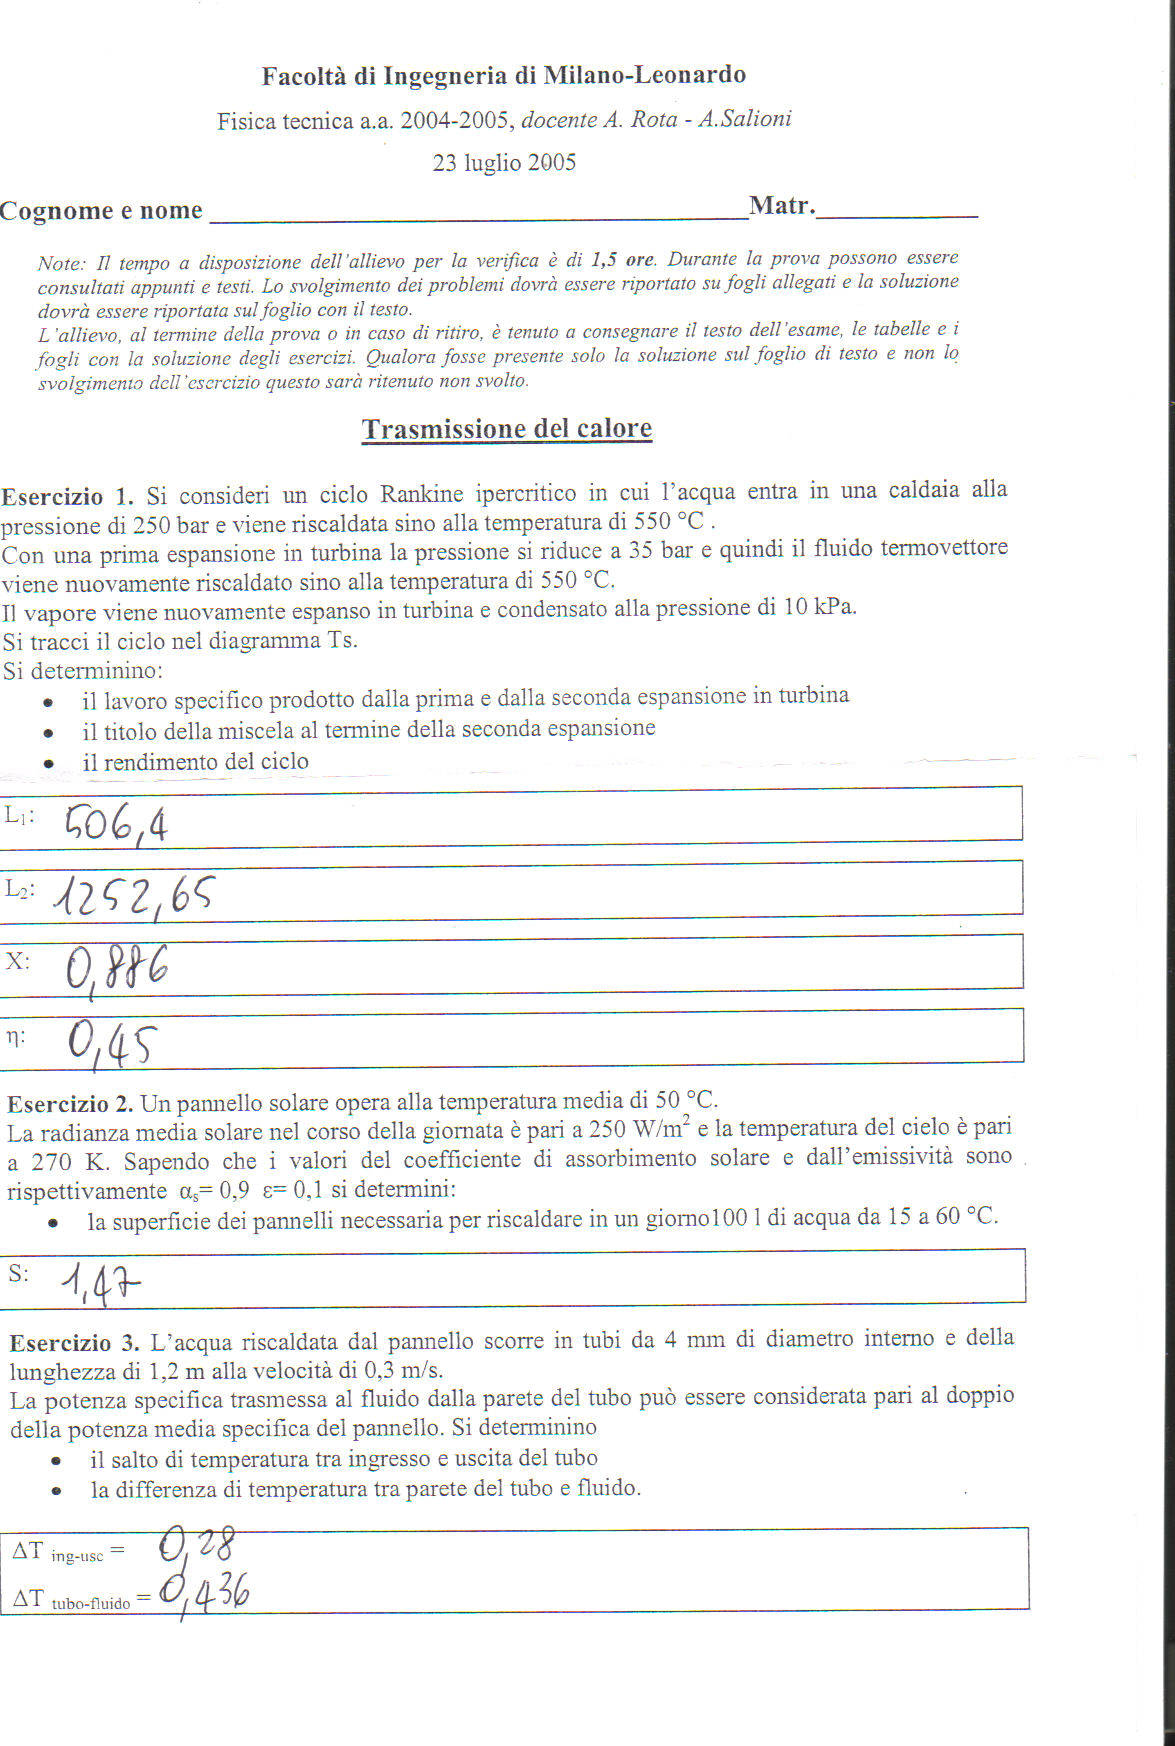 Facoltà di Ingegneria di Milano-Leonardo
Fisica tecnica a.a. 2004-2005, docente A. Rota - A.Salioni
23 luglio 2005
Cognome e nome ____________________ Matr.____________
Note: Il tempo a disposizione dell'allievo per la verifica è di 1,5 ore. Durante la prova possono essere
consultati appunti e testi. Lo svolgimento dei problemi dovrà essere riportato su fogli allegati e la soluzione
dovrà essere riportata sul foglio con il testo.
L'allievo, al termine della prova o in caso di ritiro, è tenuto a consegnare il testo dell'esame, le tabelle e i
fogli con la soluzione degli esercizi. Qualora fosse presente solo la soluzione sul foglio di testo e non lo
svolgimento dell'esercizio questo sarà ritenuto non svolto.
Trasmissione del calore
Esercizio 1. Si consideri un ciclo Rankine ipercritico in cui l'acqua entra in una caldaia alla
pressione di 250 bar e viene riscaldata sino alla temperatura di 550 °C .
Con una prima espansione in turbina la pressione si riduce a 35 bar e quindi il fluido termovettore
viene nuovamente riscaldato sino alla temperatura di 550 °C.
Il vapore viene nuovamente espanso in turbina e condensato alla pressione di 10 kPa.
Si tracci il ciclo nel diagramma Ts.
Si determinino:
• il lavoro specifico prodotto dalla prima e dalla seconda espansione in turbina
• il titolo della miscela al termine della seconda espansione
• il rendimento del ciclo
L₁: 506,4
L₂: 1252,65
X: 0,886
η: 0,45
Esercizio 2. Un pannello solare opera alla temperatura media di 50 °C.
La radianza media solare nel corso della giornata è pari a 250 W/m² e la temperatura del cielo è pari
a 270 K. Sapendo che i valori del coefficiente di assorbimento solare e dall'emissività sono
rispettivamente αₛ= 0,9 ε= 0,1 si determini:
• la superficie dei pannelli necessaria per riscaldare in un giorno100 l di acqua da 15 a 60 °C.
S: 1,47
Esercizio 3. L'acqua riscaldata dal pannello scorre in tubi da 4 mm di diametro interno e della
lunghezza di 1,2 m alla velocità di 0,3 m/s.
La potenza specifica trasmessa al fluido dalla parete del tubo può essere considerata pari al doppio
della potenza media specifica del pannello. Si determinino
• il salto di temperatura tra ingresso e uscita del tubo
• la differenza di temperatura tra parete del tubo e fluido.
ΔT ing-usc = 0,28
ΔT tubo-fluido = 0,436